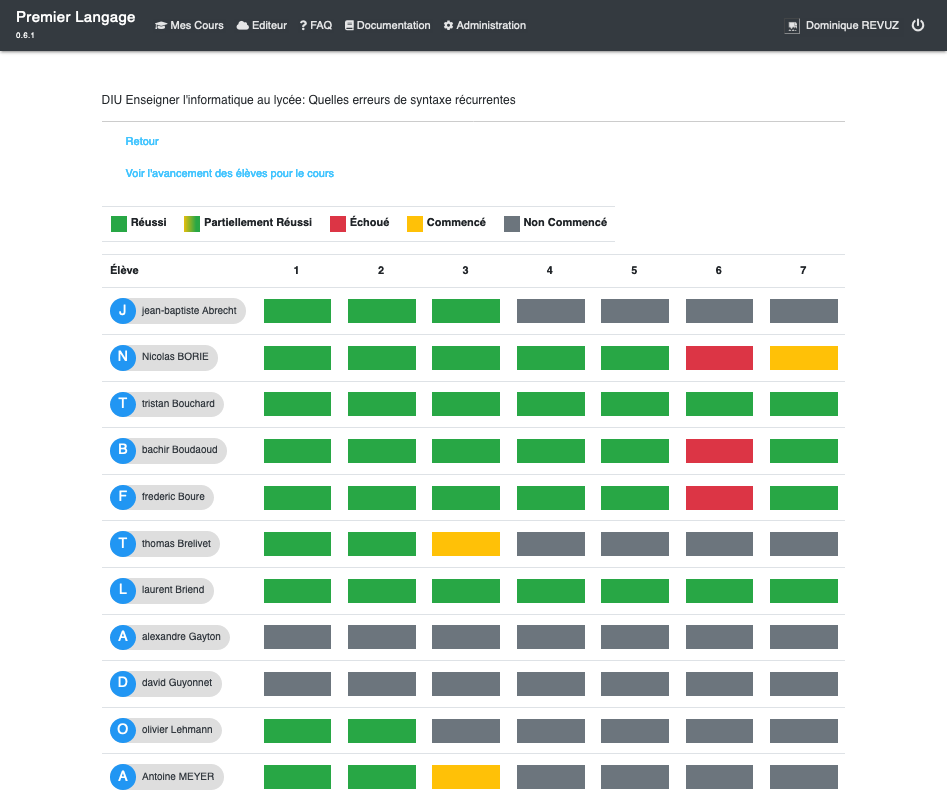 Premier Langage
0.6.1
Mes Cours Editeur ? FAQ Documentation Administration Dominique REVUZ
DIU Enseigner l'informatique au lycée: Quelles erreurs de syntaxe récurrentes
Retour
Voir l'avancement des élèves pour le cours
Réussi Partiellement Réussi Échoué Commencé Non Commencé
Élève 1 2 3 4 5 6 7
J jean-baptiste Abrecht
N Nicolas BORIE
T tristan Bouchard
B bachir Boudaoud
F frederic Boure
T thomas Brelivet
L laurent Briend
A alexandre Gayton
D david Guyonnet
O olivier Lehmann
A Antoine MEYER